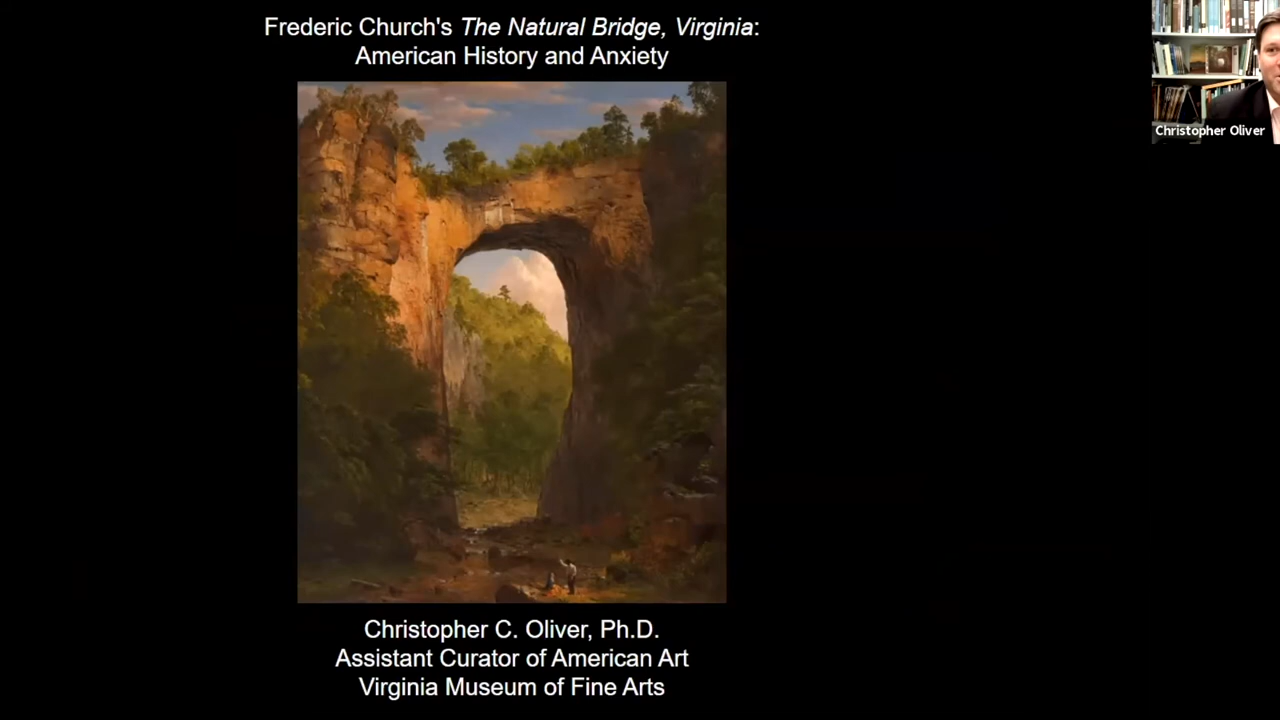 Frederic Church's The Natural Bridge, Virginia:
American History and Anxiety
Christopher Oliver
Christopher C. Oliver, Ph.D.
Assistant Curator of American Art
Virginia Museum of Fine Arts